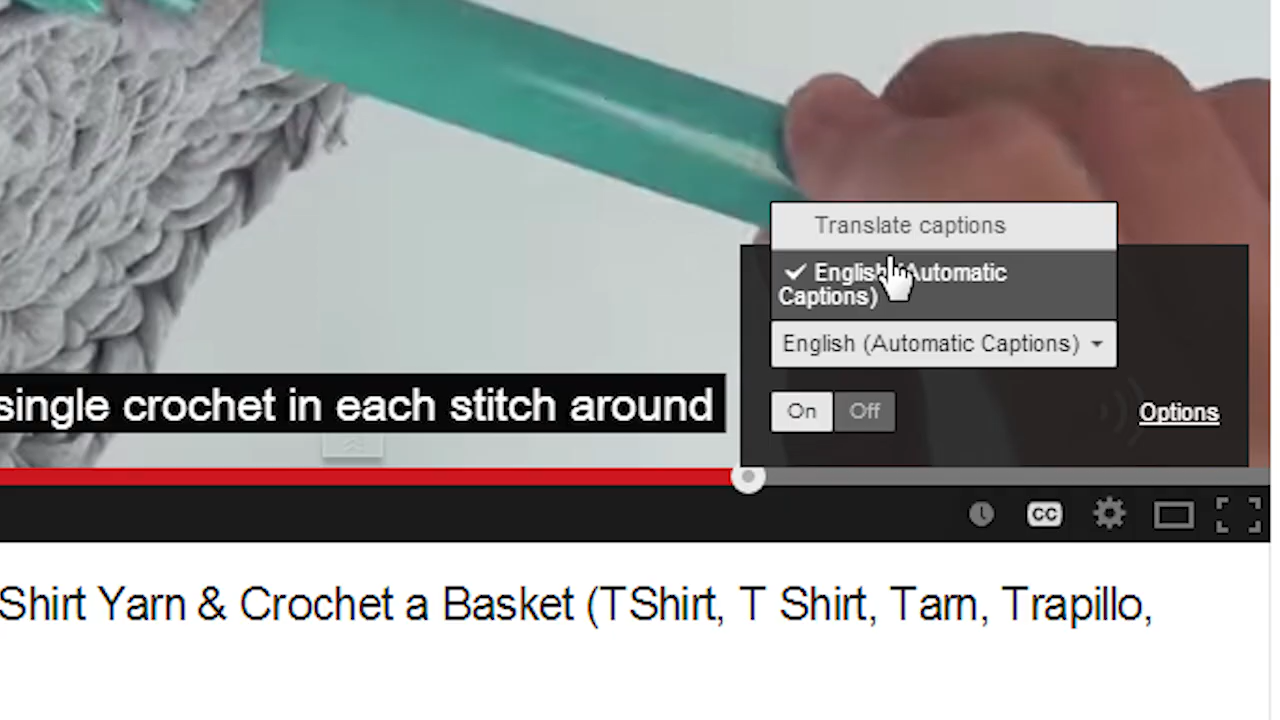 Translate captions
✓ English (Automatic
Captions)
English (Automatic Captions)
single crochet in each stitch around
On Off Options
CC
Shirt Yarn & Crochet a Basket (TShirt, T Shirt, Tarn, Trapillo,